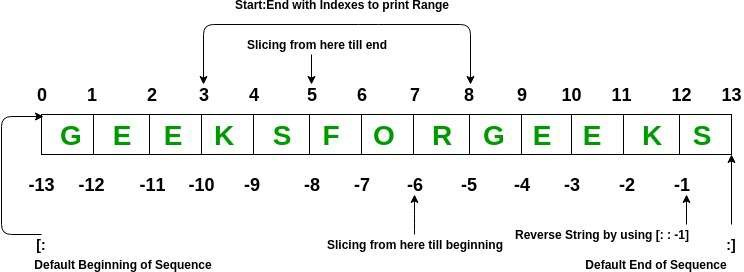 Start:End with Indexes to print Range
Slicing from here till end
0 1 2 3 4 5 6 7 8 9 10 11 12 13
G E E K S F O R G E E K S
-13 -12 -11 -10 -9 -8 -7 -6 -5 -4 -3 -2 -1
[: Slicing from here till beginning Reverse String by using [: : -1] :]
Default Beginning of Sequence Default End of Sequence